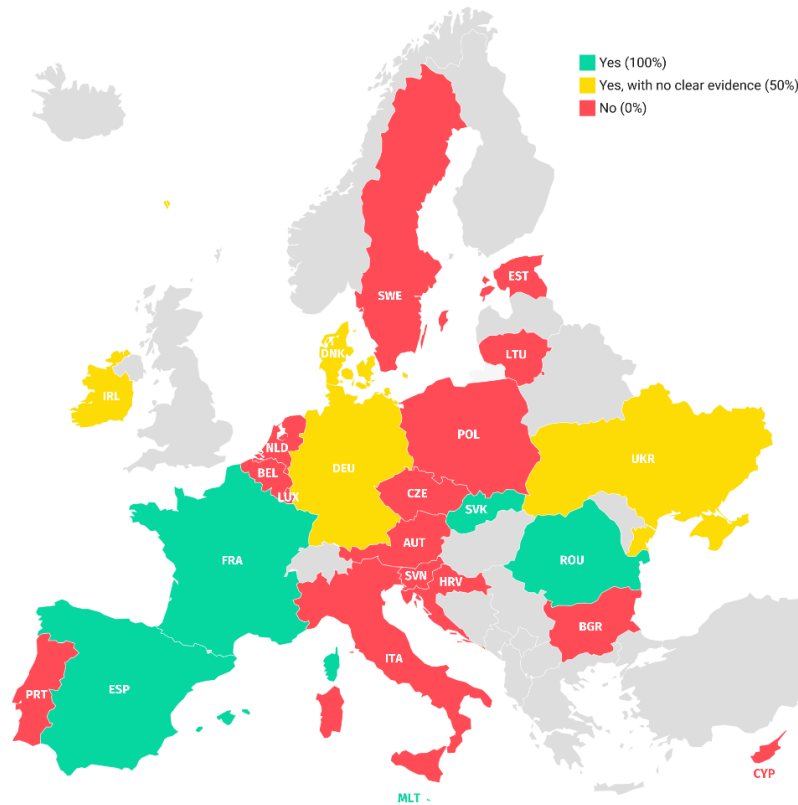 Yes (100%)
Yes, with no clear evidence (50%)
No (0%)
EST
SWE
DNK
LTU
IRL
POL
NLD
UKR
BEL
DEU
CZE
LUX
SVK
AUT
FRA
ROU
SVN
HRV
BGR
ITA
ESP
PRT
CYP
MLT